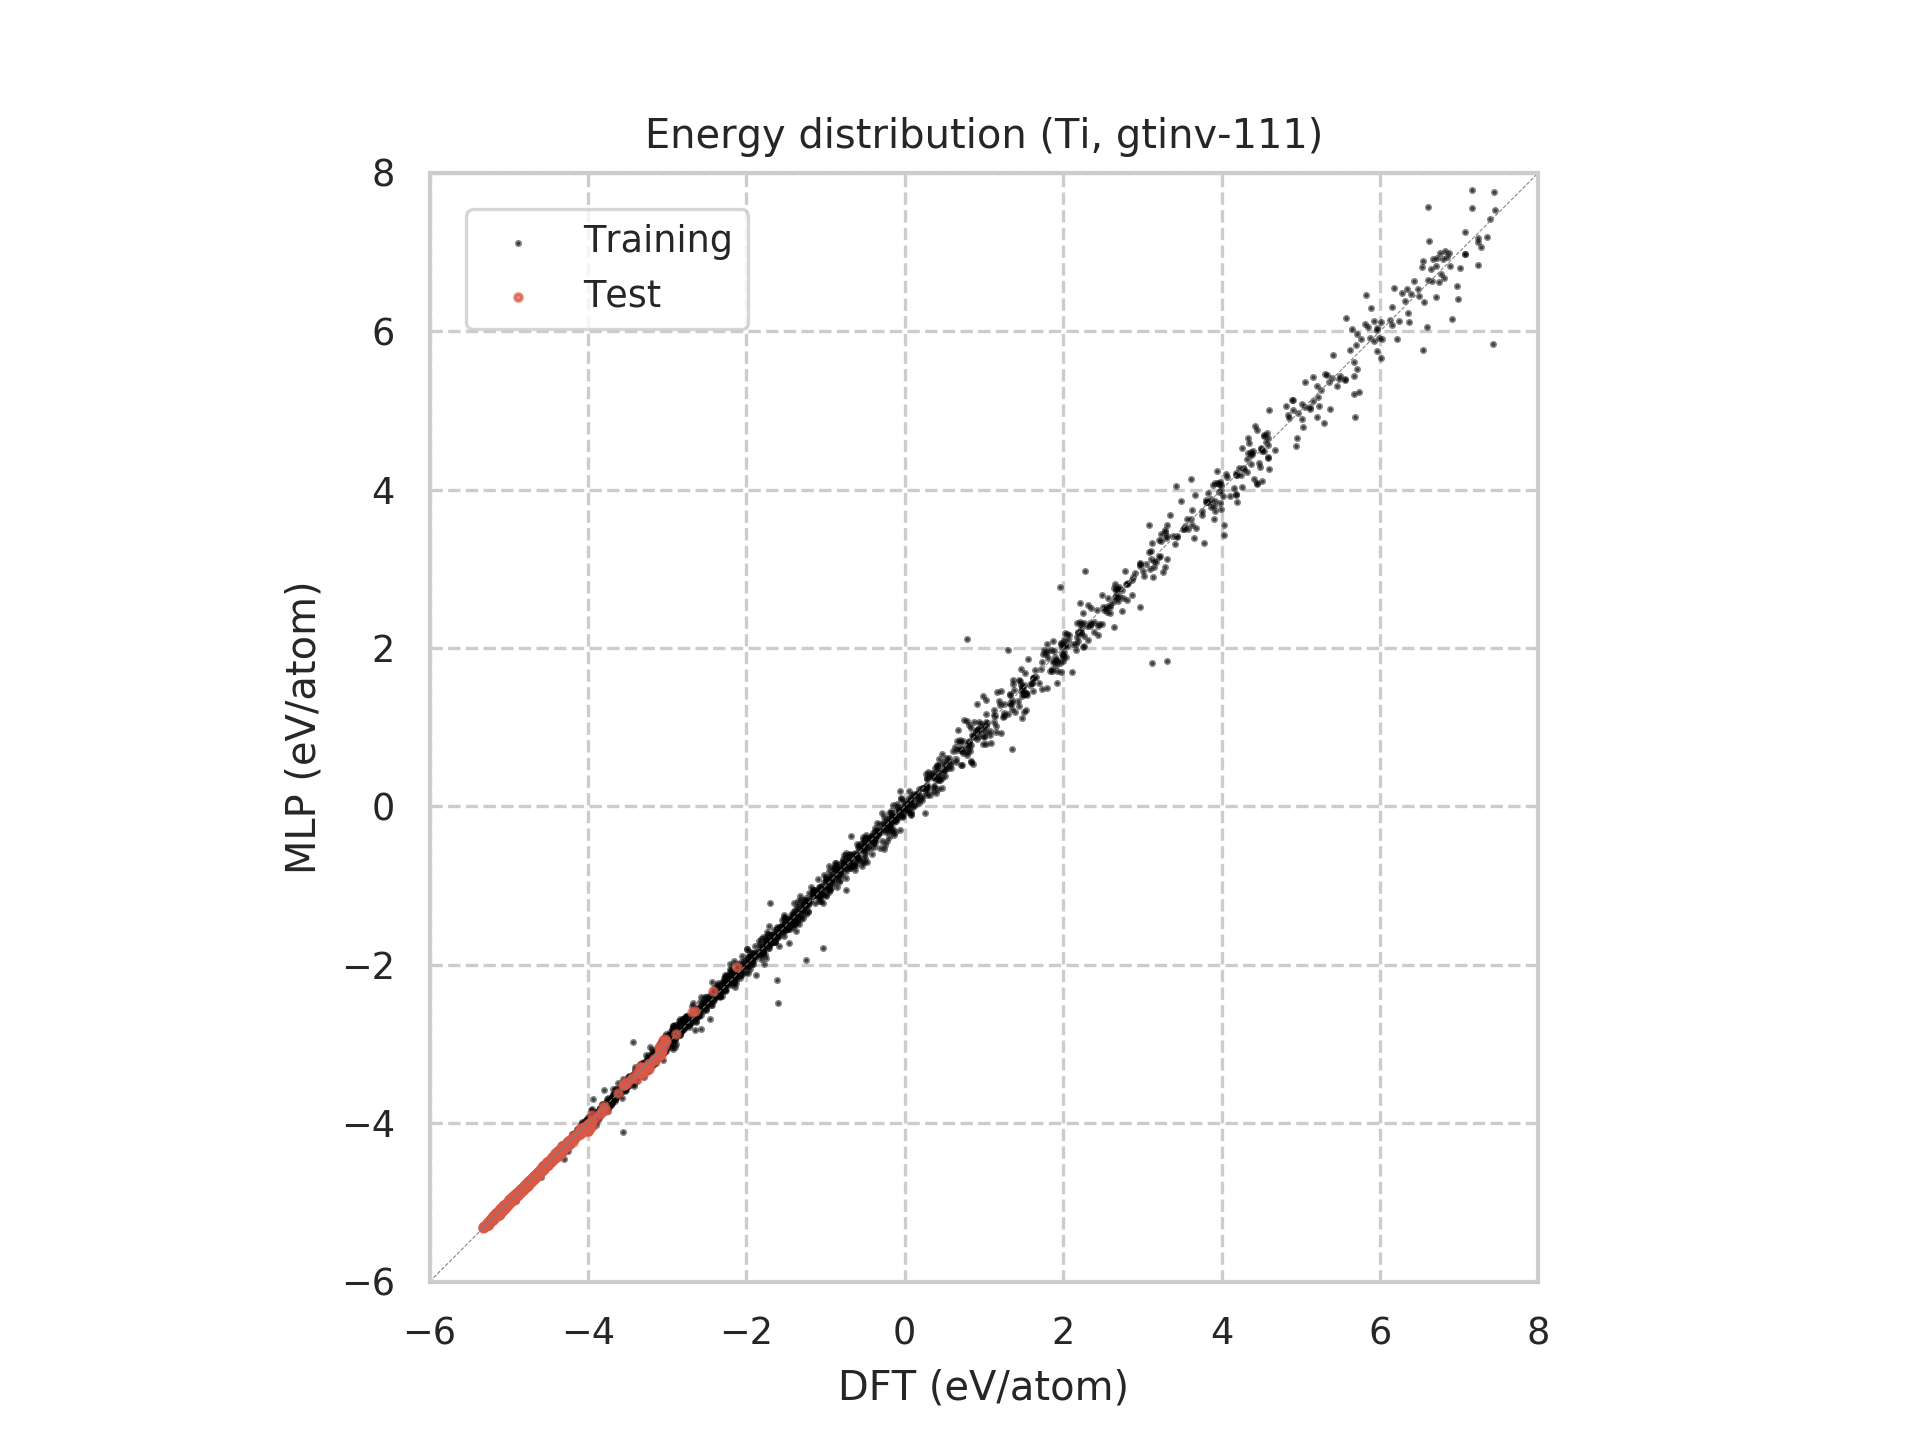 Energy distribution (Ti, gtinv-111)
8
6
4
2
0
−2
−4
−6
MLP (eV/atom)
Training
Test
−6 −4 −2 0 2 4 6 8
DFT (eV/atom)